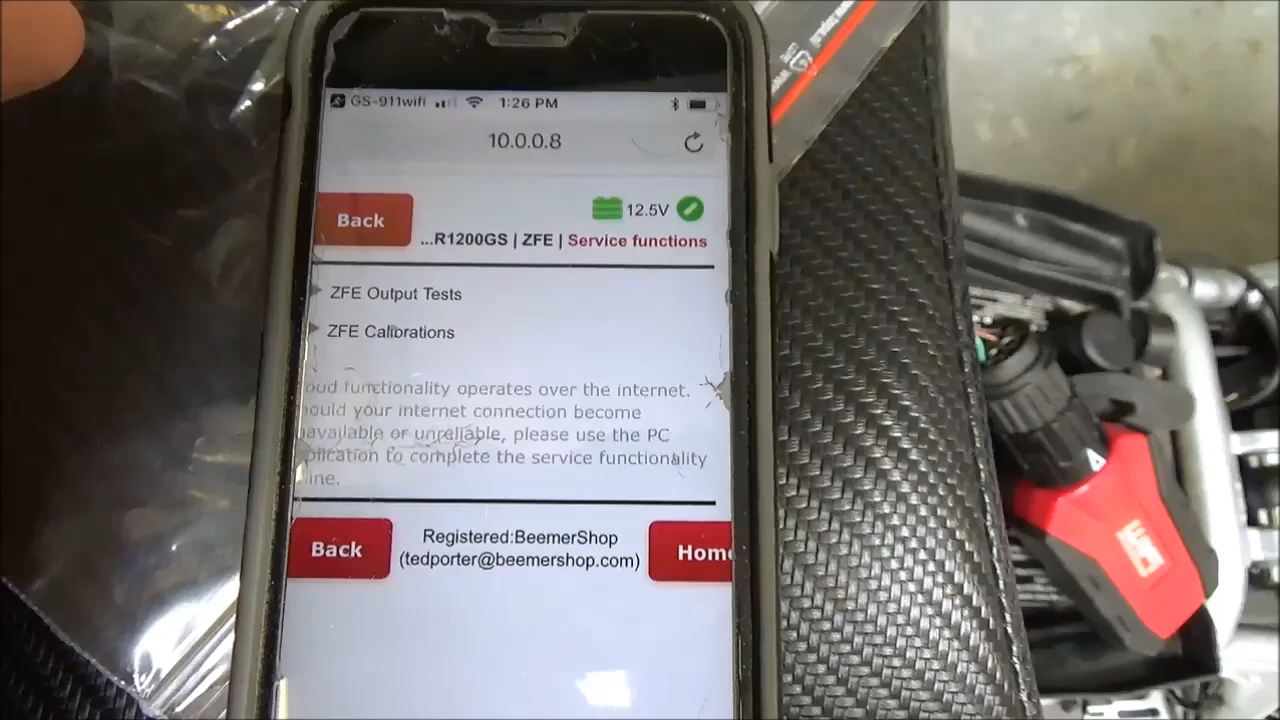 GS-911wifi 1:26 PM
10.0.0.8
Back
12.5V
...R1200GS | ZFE | Service functions
ZFE Output Tests
ZFE Calibrations
functionality operates over the internet.
your internet connection become
or unreliable, please use the PC
to complete the service functionality
Back
Registered:BeemerShop
(tedporter@beemershop.com)
Home